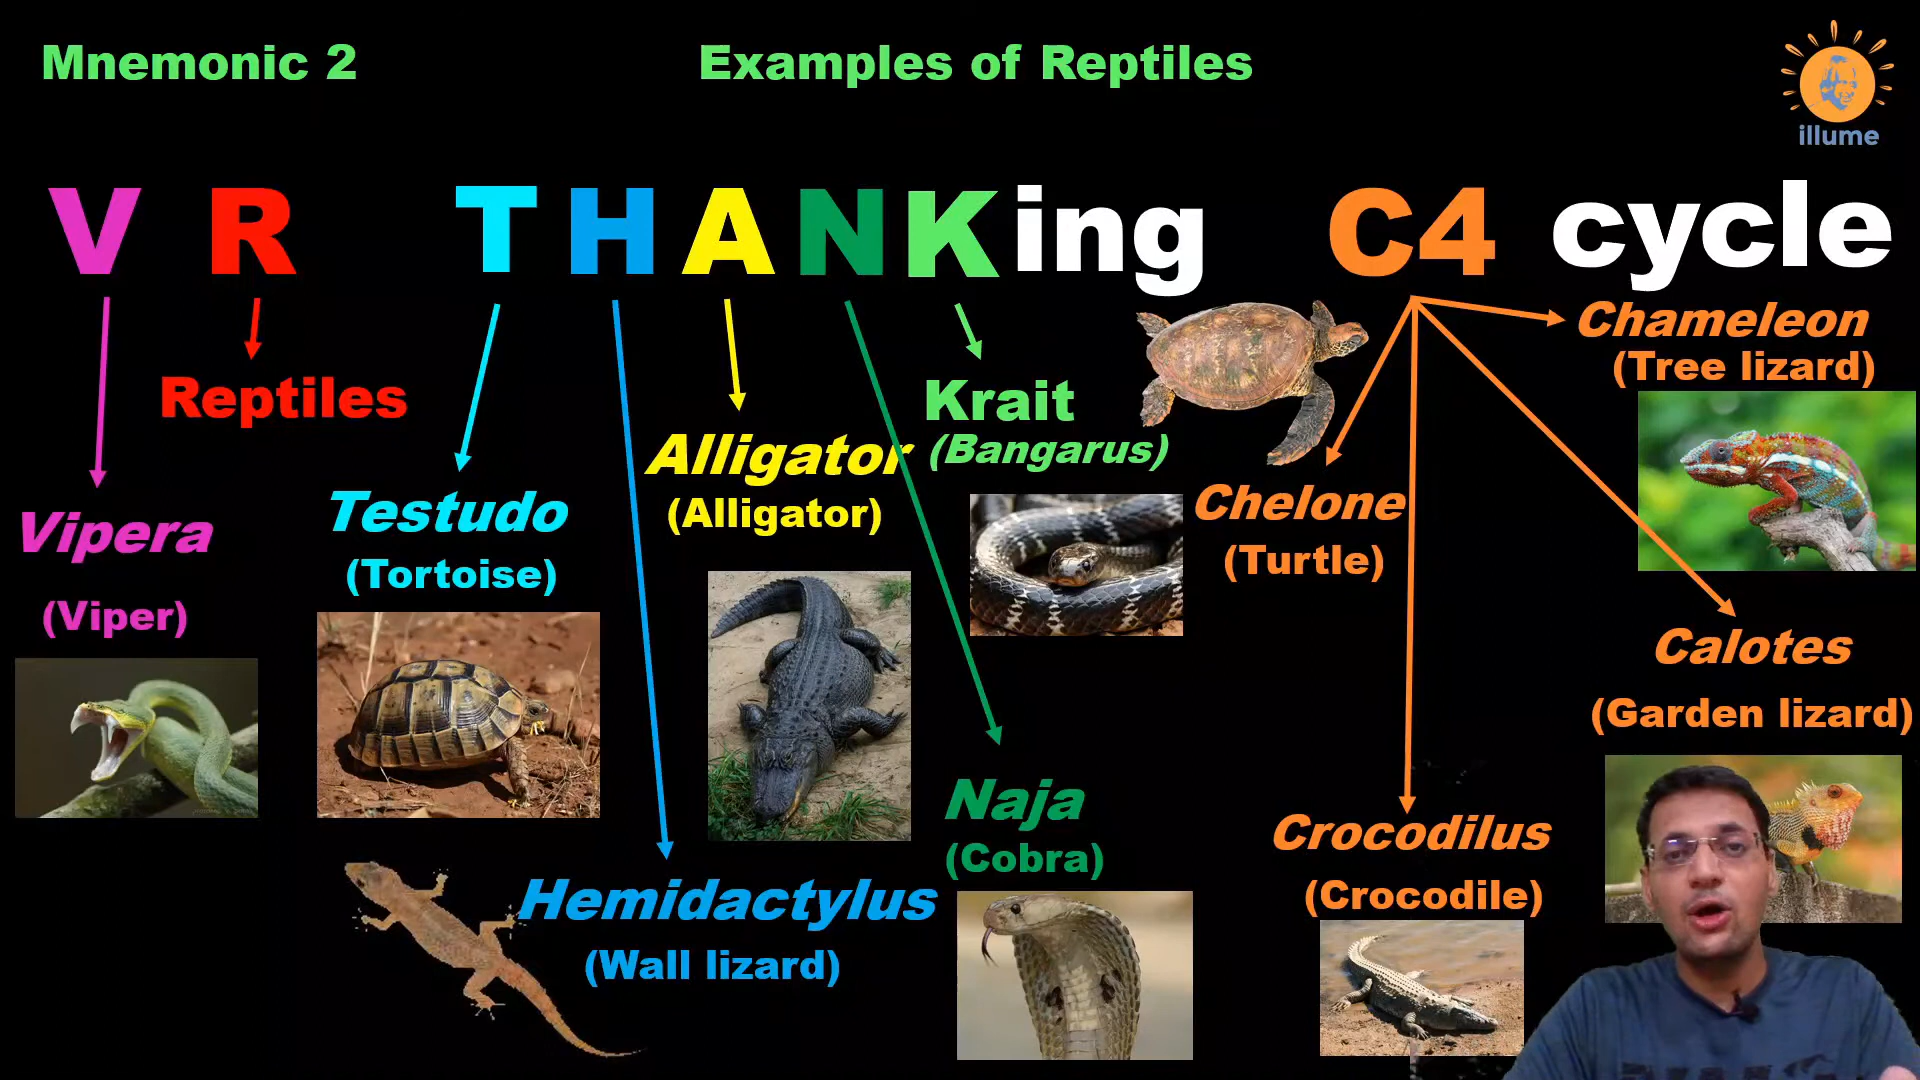 Mnemonic 2
Examples of Reptiles
illume
V R THANKing C4 cycle
Reptiles
Vipera
(Viper)
Testudo
(Tortoise)
Hemidactylus
(Wall lizard)
Alligator
(Alligator)
Naja
(Cobra)
Krait
(Bangarus)
Chelone
(Turtle)
Crocodilus
(Crocodile)
Calotes
(Garden lizard)
Chameleon
(Tree lizard)